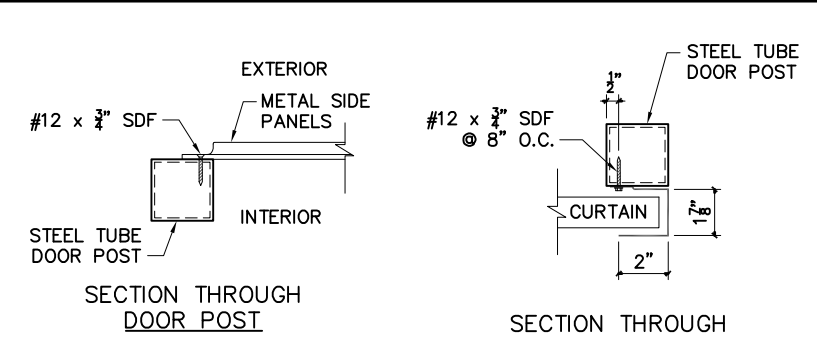 EXTERIOR
METAL SIDE
PANELS
#12 x 3/4" SDF
INTERIOR
STEEL TUBE
DOOR POST
SECTION THROUGH
DOOR POST
STEEL TUBE
DOOR POST
1/2"
#12 x 3/4" SDF
@ 8" O.C.
CURTAIN
1 7/8"
2"
SECTION THROUGH